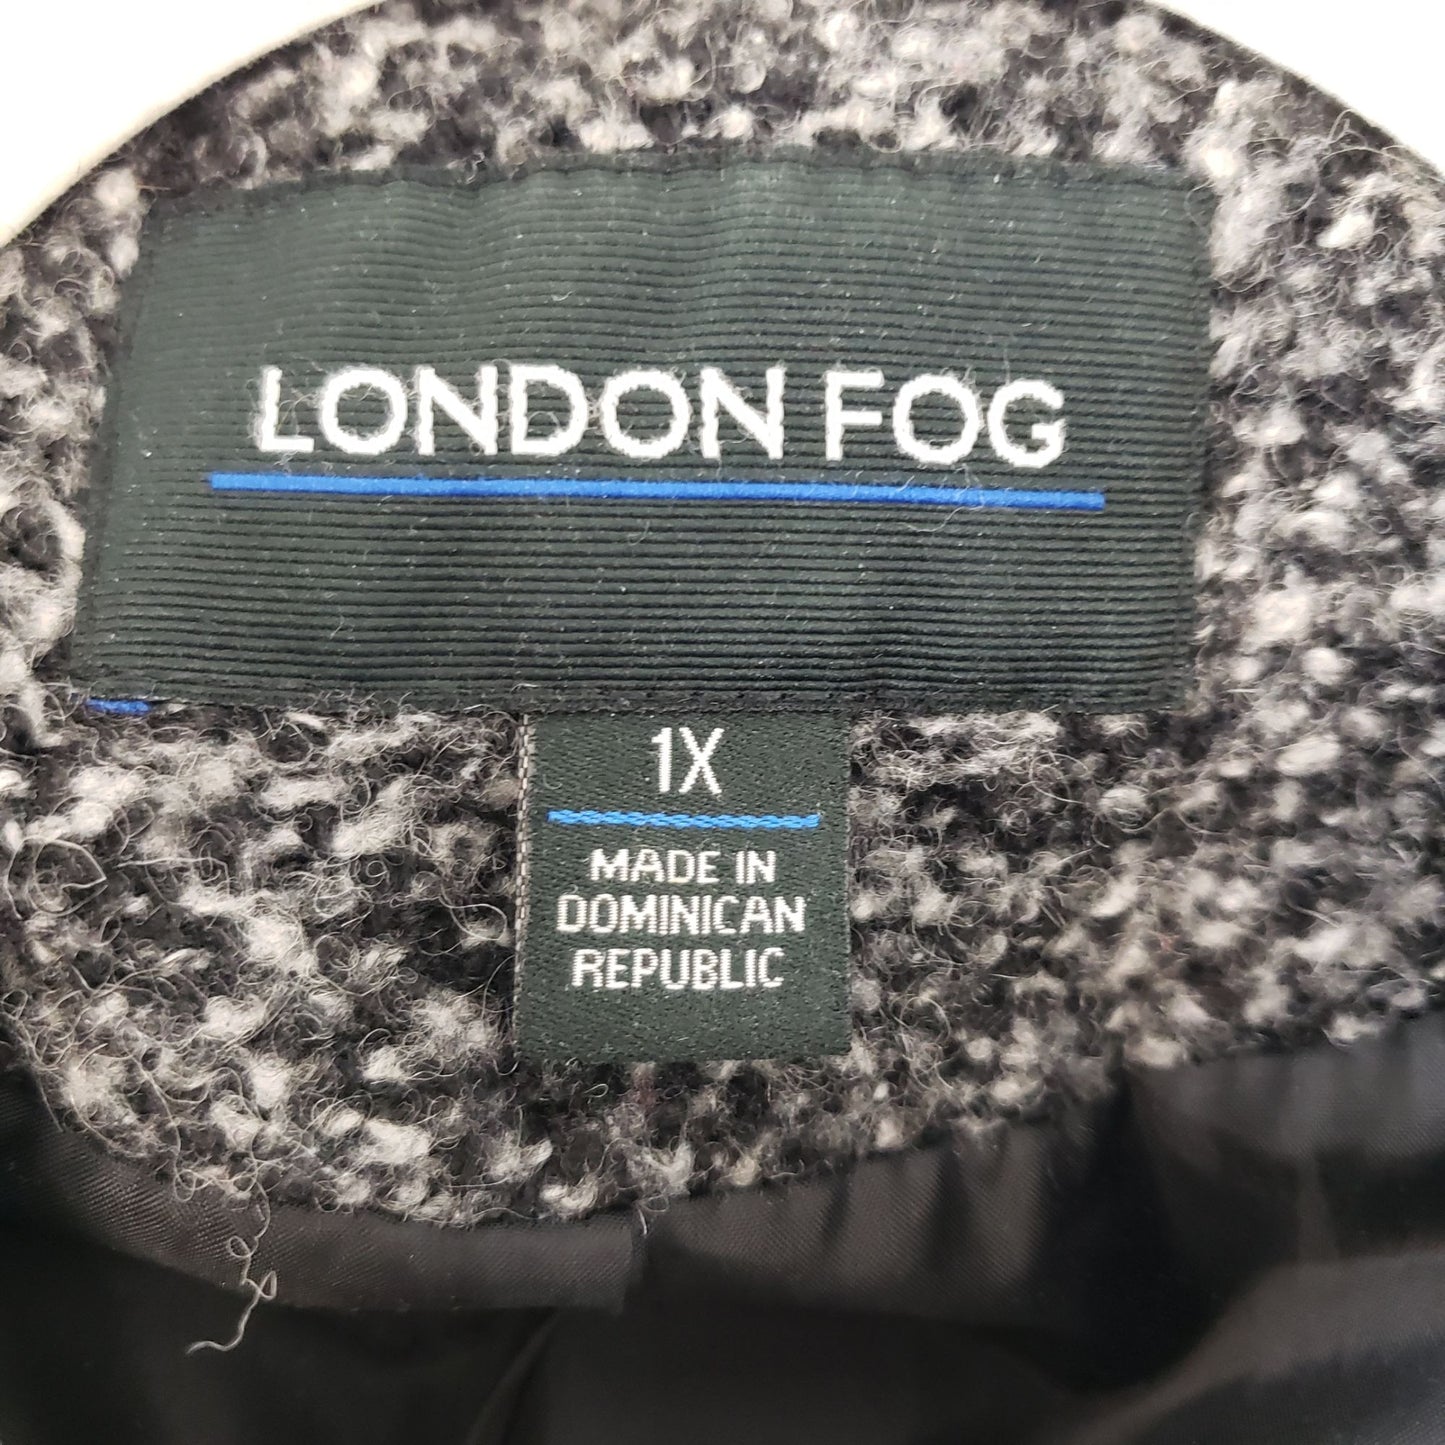 LONDON FOG
1X
MADE IN
DOMINICAN
REPUBLIC